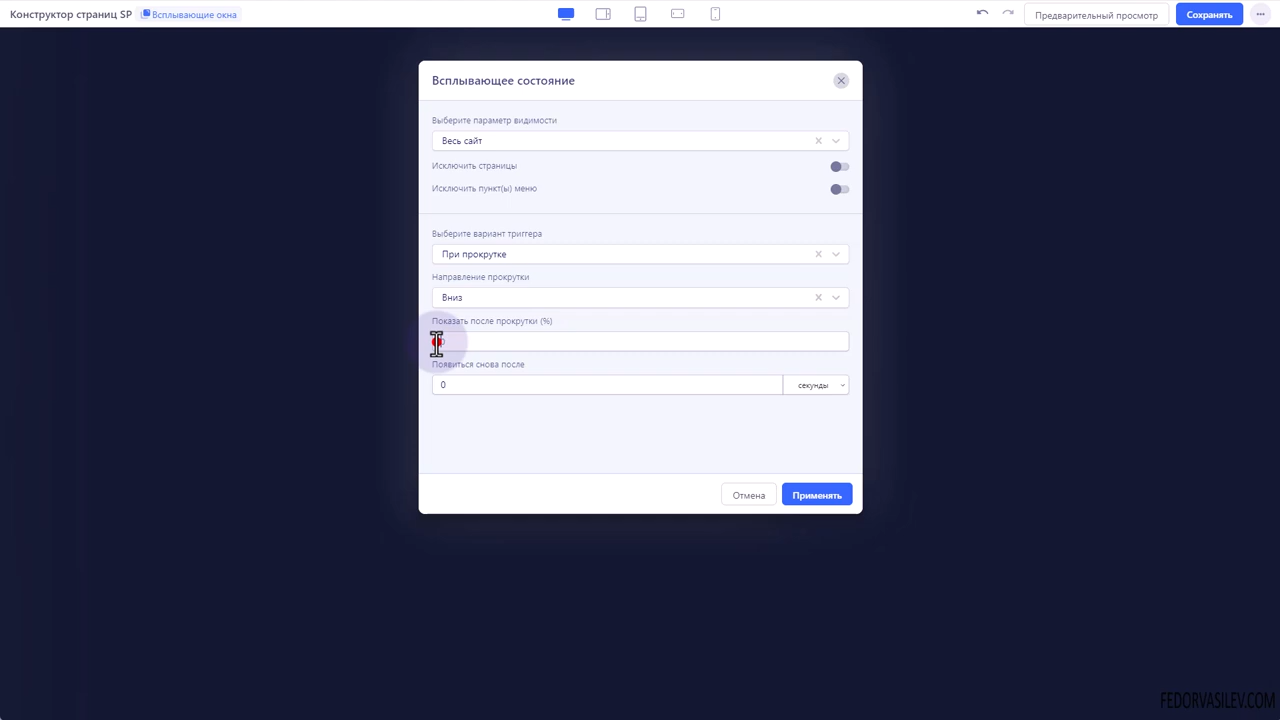 Конструктор страниц SP
Всплывающие окна
Предварительный просмотр
Сохранять
Всплывающее состояние
Выберите параметр видимости
Весь сайт
Исключить страницы
Исключить пункт(ы) меню
Выберите вариант триггера
При прокрутке
Направление прокрутки
Вниз
Показать после прокрутки (%)
Появиться снова после
0
секунды
Отмена
Применять
FEDORVASILEV.COM